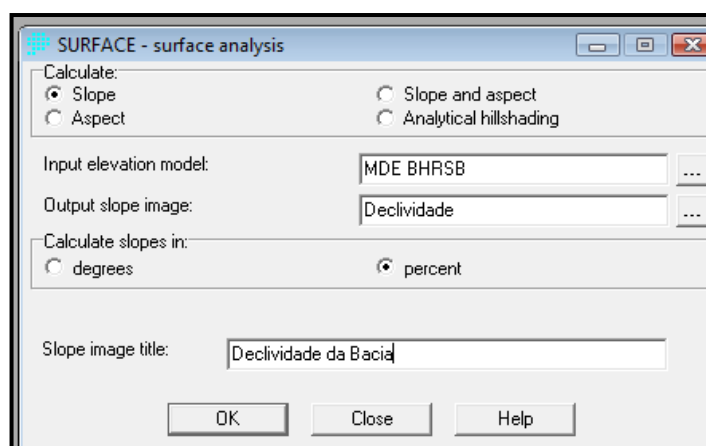 SURFACE - surface analysis
Calculate:
Slope
Slope and aspect
Aspect
Analytical hillshading
Input elevation model:
MDE BHRSB
...
Output slope image:
Declividade
...
Calculate slopes in:
degrees
percent
Slope image title:
Declividade da Bacia
OK
Close
Help